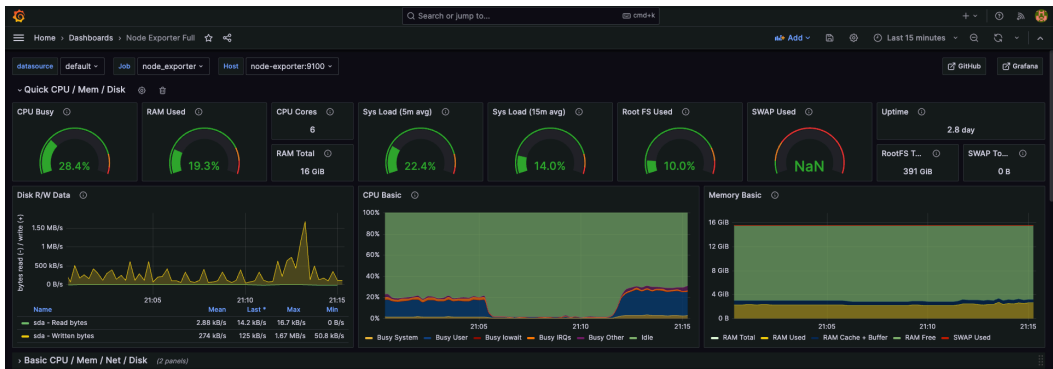 Search or jump to...
cmd+k
Home › Dashboards › Node Exporter Full
Add
Last 15 minutes
datasource
default
Job
node_exporter
Host
node-exporter:9100
GitHub
Grafana
Quick CPU / Mem / Disk
CPU Busy
28.4%
RAM Used
19.3%
CPU Cores
6
RAM Total
16 GiB
Sys Load (5m avg)
22.4%
Sys Load (15m avg)
14.0%
Root FS Used
10.0%
SWAP Used
NaN
Uptime
2.8 day
RootFS T...
391 GiB
SWAP To...
0 B
Disk R/W Data
bytes read (-) / write (+)
1.50 MB/s
1 MB/s
500 kB/s
0 B/s
21:05 21:10 21:15
Name Mean Last * Max Min
sda - Read bytes 2.88 kB/s 14.2 kB/s 16.7 kB/s 0 B/s
sda - Written bytes 274 kB/s 125 kB/s 1.67 MB/s 50.8 kB/s
CPU Basic
100%
80%
60%
40%
20%
0%
21:05 21:10 21:15
Busy System Busy User Busy Iowait Busy IRQs Busy Other Idle
Memory Basic
16 GiB
12 GiB
8 GiB
4 GiB
0 B
21:05 21:10 21:15
RAM Total RAM Used RAM Cache + Buffer RAM Free SWAP Used
Basic CPU / Mem / Net / Disk (2 panels)